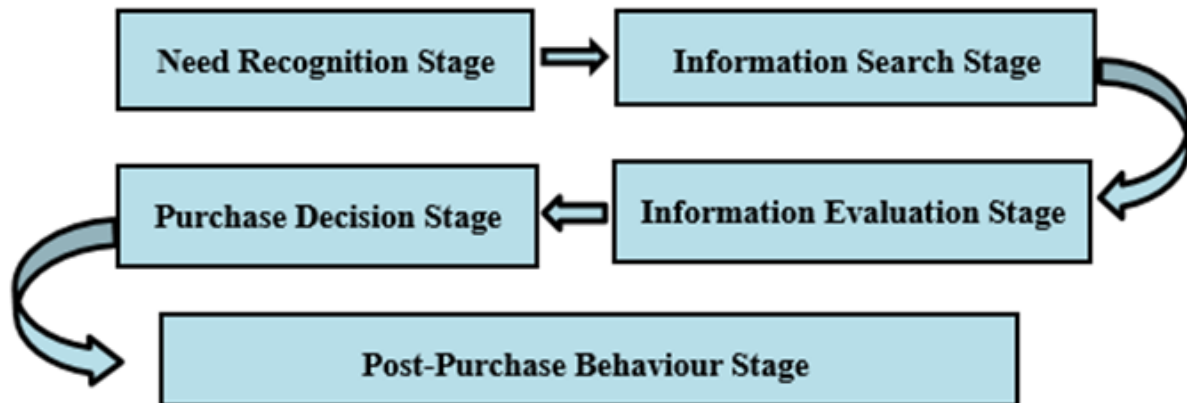 Need Recognition Stage
Information Search Stage
Information Evaluation Stage
Purchase Decision Stage
Post-Purchase Behaviour Stage